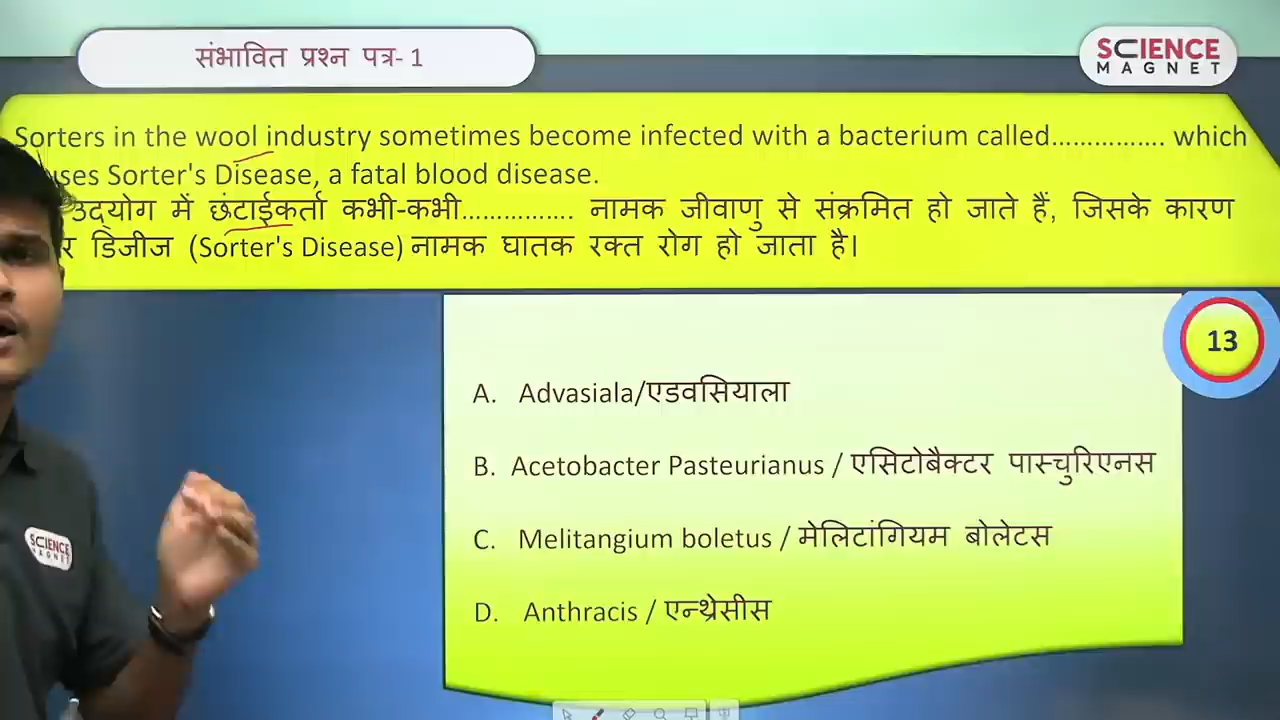 संभावित प्रश्न पत्र- 1
SCIENCE
MAGNET
Sorters in the wool industry sometimes become infected with a bacterium called............... which
uses Sorter's Disease, a fatal blood disease.
उद्योग में छंटाईकर्ता कभी-कभी................ नामक जीवाणु से संक्रमित हो जाते हैं, जिसके कारण
र डिजीज (Sorter's Disease) नामक घातक रक्त रोग हो जाता है।
13
A. Advasiala/एडवसियाला
B. Acetobacter Pasteurianus / एसिटोबैक्टर पास्चुरिएनस
C. Melitangium boletus / मेलिटांगियम बोलेटस
D. Anthracis / एन्थ्रेसीस
SCIENCE
MAGNET